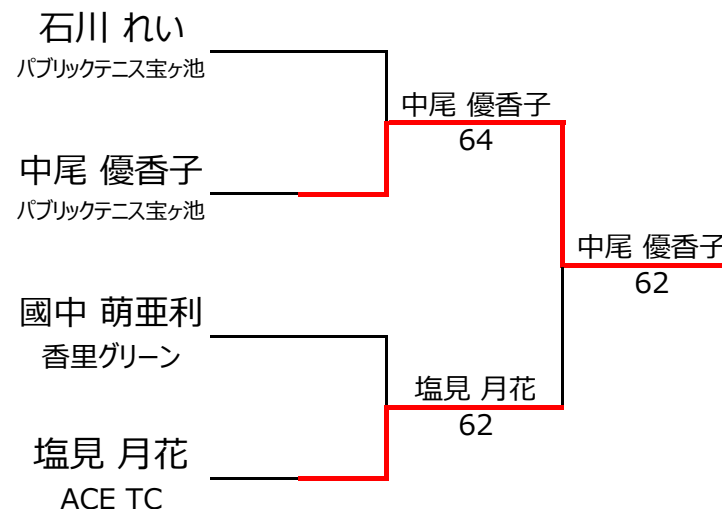 石川 れい
パブリックテニス宝ヶ池
中尾 優香子
64
中尾 優香子
パブリックテニス宝ヶ池
中尾 優香子
62
國中 萌亜利
香里グリーン
塩見 月花
62
塩見 月花
ACE TC